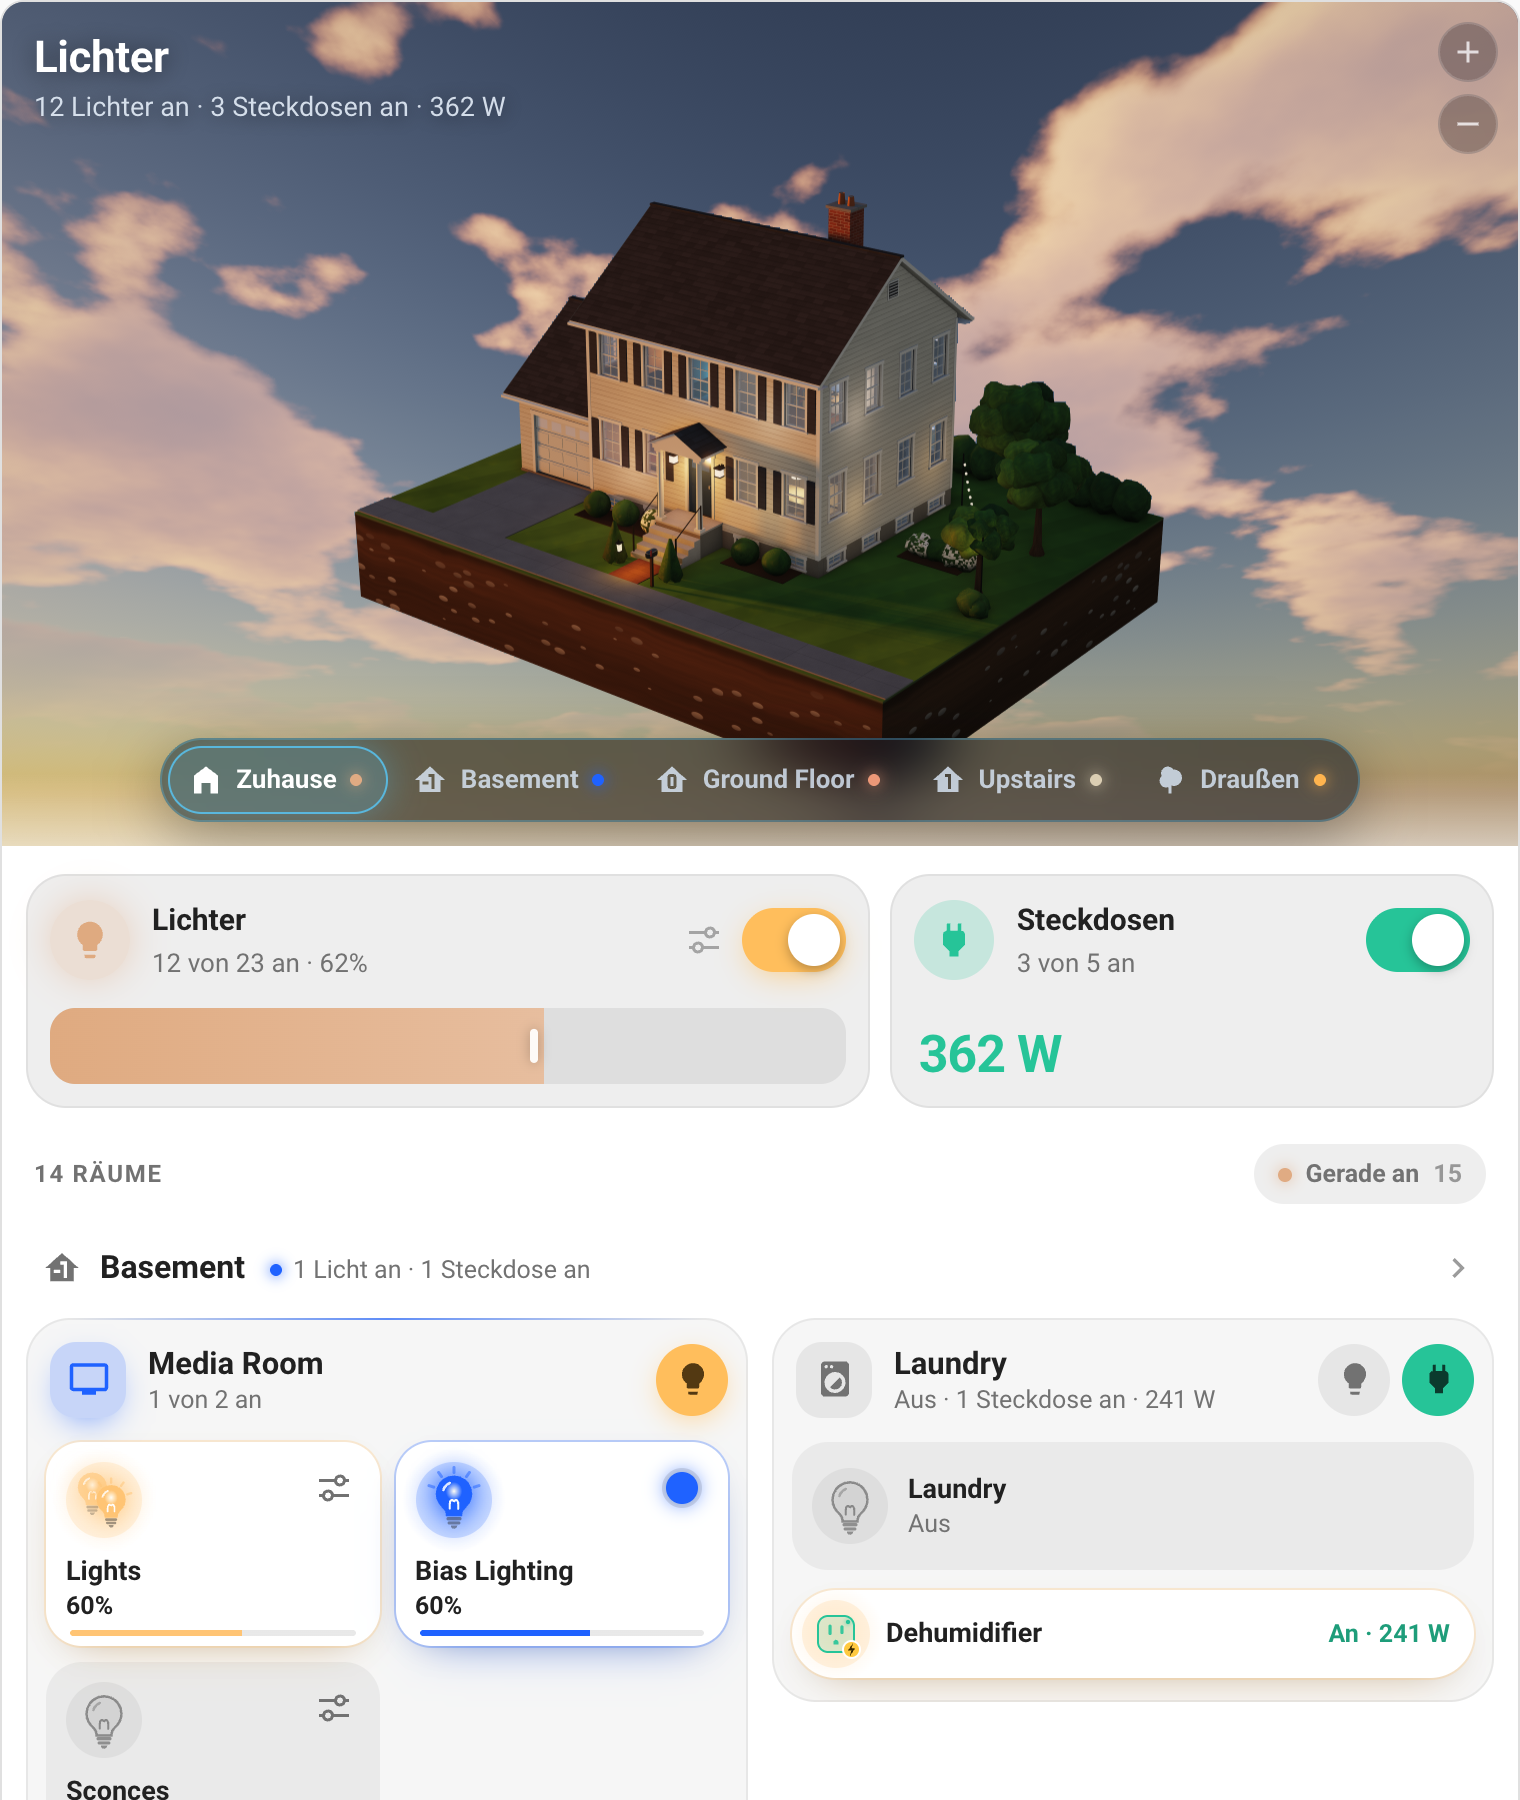 Lichter
12 Lichter an · 3 Steckdosen an · 362 W
Zuhause
Basement
Ground Floor
Upstairs
Draußen
Lichter
12 von 23 an · 62%
Steckdosen
3 von 5 an
362 W
14 RÄUME
Gerade an 15
Basement
1 Licht an · 1 Steckdose an
Media Room
1 von 2 an
Laundry
Aus · 1 Steckdose an · 241 W
Lights
60%
Bias Lighting
60%
Laundry
Aus
Dehumidifier
An · 241 W
Sconces